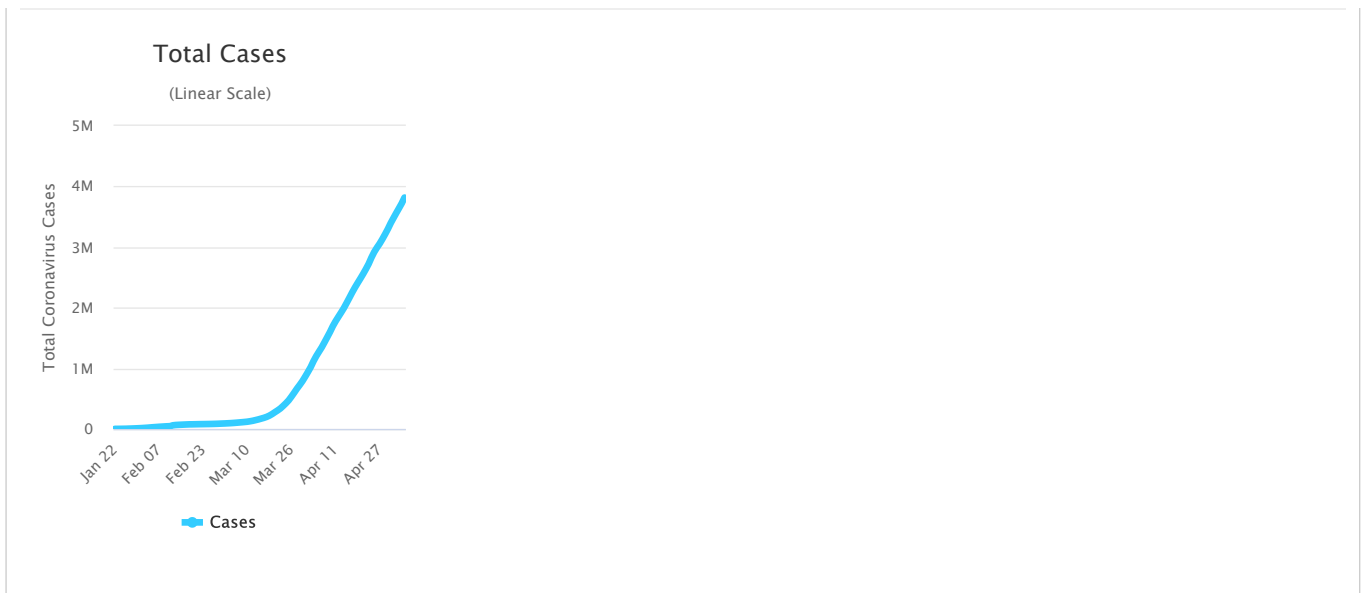 Total Cases
(Linear Scale)
Total Coronavirus Cases
5M
4M
3M
2M
1M
0
Jan 22
Feb 07
Feb 23
Mar 10
Mar 26
Apr 11
Apr 27
Cases